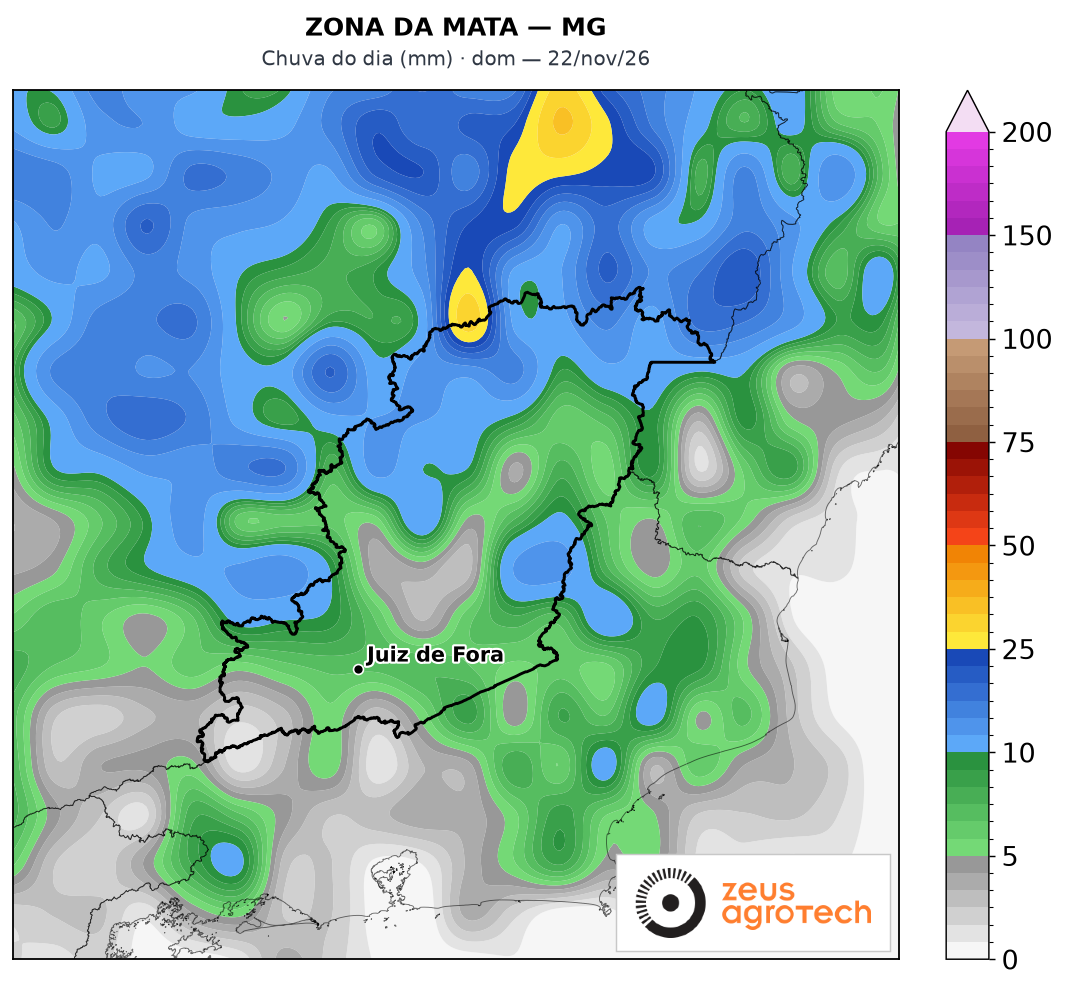 ZONA DA MATA — MG
Chuva do dia (mm) · dom — 22/nov/26
200
150
100
75
50
25
10
5
0
Juiz de Fora
zeus
agrotech